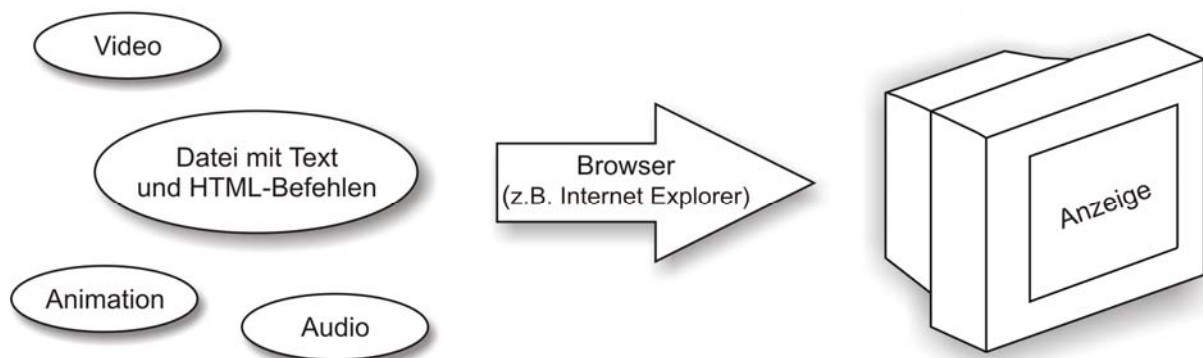 Video
Datei mit Text
und HTML-Befehlen
Animation
Audio
Browser
(z.B. Internet Explorer)
Anzeige